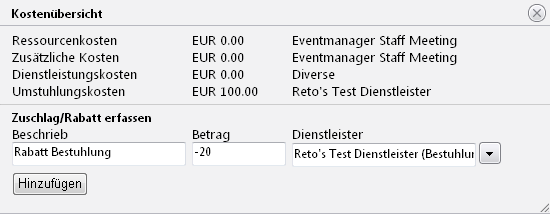 Kostenübersicht
Ressourcenkosten EUR 0.00 Eventmanager Staff Meeting
Zusätzliche Kosten EUR 0.00 Eventmanager Staff Meeting
Dienstleistungskosten EUR 0.00 Diverse
Umstuhlungskosten EUR 100.00 Reto's Test Dienstleister
Zuschlag/Rabatt erfassen
Beschrieb Betrag Dienstleister
Rabatt Bestuhlung -20 Reto's Test Dienstleister (Bestuhlur
Hinzufügen